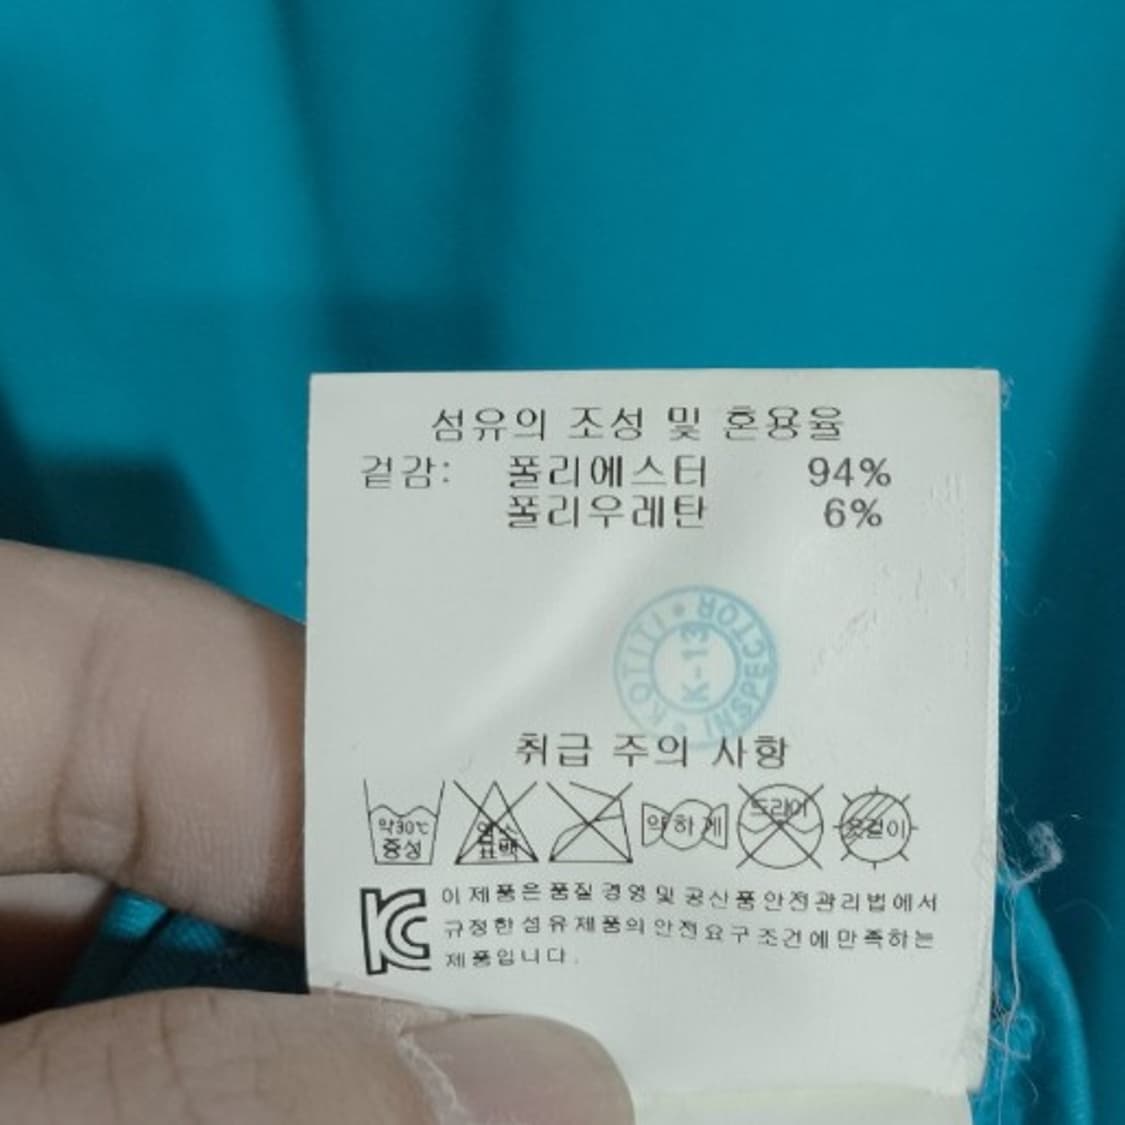 섬유의 조성 및 혼용율
겉감: 폴리에스터 94%
폴리우레탄 6%
KOTITI • INSPECTOR •
K-13
취급 주의 사항
약30℃
중성
염소
표백
약하게
드라이
옷걸이
KC
이 제품은 품질 경영 및 공산품안전관리법에서
규정한 섬유제품의 안전요구조건에만족하는
제품입니다.